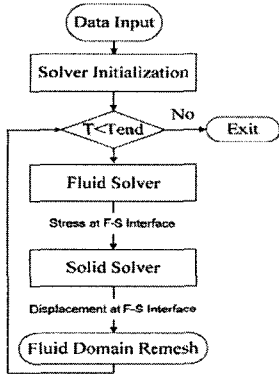 Data Input
Solver Initialization
T<Tend
No
Exit
Fluid Solver
Stress at F-S Interface
Solid Solver
Displacement at F-S Interface
Fluid Domain Remesh